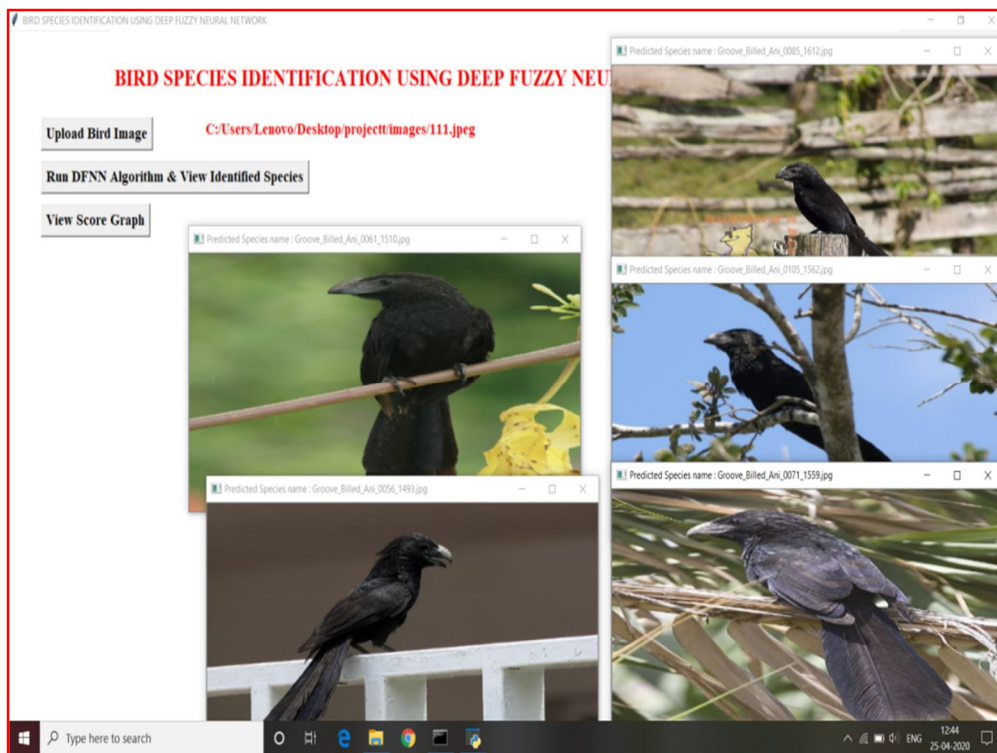 BIRD SPECIES IDENTIFICATION USING DEEP FUZZY NEURAL NETWORK
BIRD SPECIES IDENTIFICATION USING DEEP FUZZY NEU
Upload Bird Image
C:/Users/Lenovo/Desktop/projectt/images/111.jpeg
Run DFNN Algorithm & View Identified Species
View Score Graph
Predicted Species name : Groove_Billed_Ani_0085_1612.jpg
Predicted Species name : Groove_Billed_Ani_0061_1510.jpg
Predicted Species name : Groove_Billed_Ani_0105_1562.jpg
Predicted Species name : Groove_Billed_Ani_0056_1493.jpg
Predicted Species name : Groove_Billed_Ani_0071_1559.jpg
Type here to search
ENG
12:44
25-04-2020